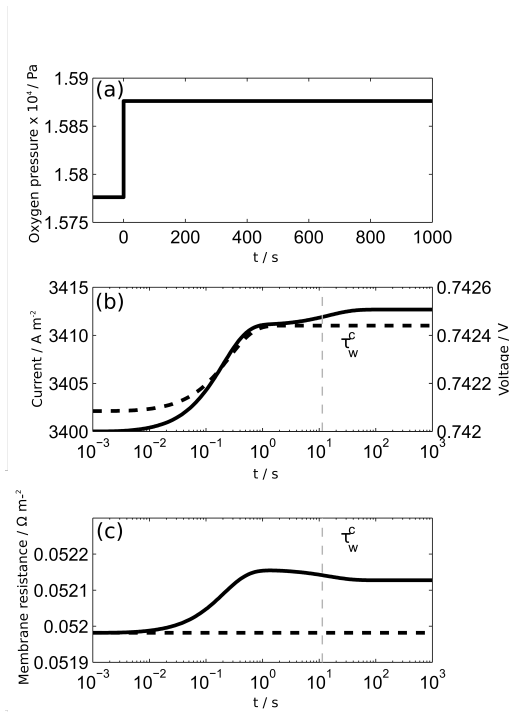 (a)
Oxygen pressure x 10⁴ / Pa
1.59
1.585
1.58
1.575
0 200 400 600 800 1000
t / s
(b)
Current / A m⁻²
3415
3410
3405
3400
0.7426
0.7424
0.7422
0.742
Voltage / V
τ_w^c
10⁻³ 10⁻² 10⁻¹ 10⁰ 10¹ 10² 10³
t / s
(c)
Membrane resistance / Ω m⁻²
0.0522
0.0521
0.052
0.0519
τ_w^c
10⁻³ 10⁻² 10⁻¹ 10⁰ 10¹ 10² 10³
t / s